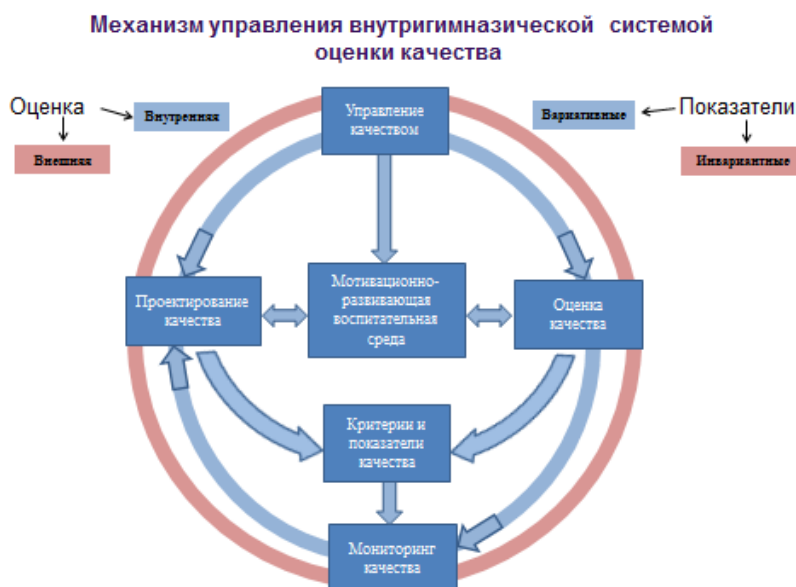 Механизм управления внутригимназической системой
оценки качества
Оценка
Внутренняя
Внешняя
Управление
качеством
Вариативные
Показатели
Инвариантные
Проектирование
качества
Мотивационно-
развивающая
воспитательная
среда
Оценка
качества
Критерии и
показатели
качества
Мониторинг
качества